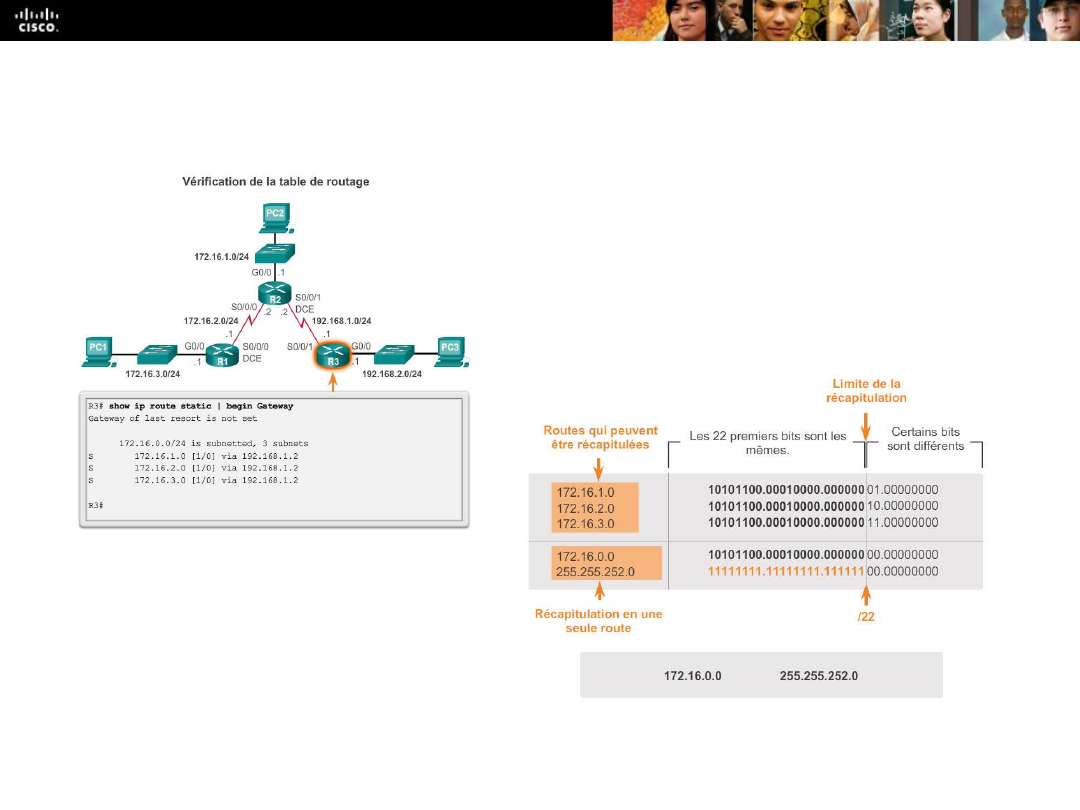 CISCO.
Vérification de la table de routage
PC2
172.16.1.0/24
G0/0 .1
R2
S0/0/1
DCE
S0/0/0
.2 .2
172.16.2.0/24
192.168.1.0/24
.1
.1
PC1
G0/0
.1
R1
S0/0/0
DCE
S0/0/1
R3
G0/0
.1
PC3
172.16.3.0/24
192.168.2.0/24
R3# show ip route static | begin Gateway
Gateway of last resort is not set
172.16.0.0/24 is subnetted, 3 subnets
S 172.16.1.0 [1/0] via 192.168.1.2
S 172.16.2.0 [1/0] via 192.168.1.2
S 172.16.3.0 [1/0] via 192.168.1.2
R3#
Limite de la
récapitulation
Routes qui peuvent
être récapitulées
Les 22 premiers bits sont les
mêmes.
Certains bits
sont différents
172.16.1.0 10101100.00010000.00000001.00000000
172.16.2.0 10101100.00010000.00000010.00000000
172.16.3.0 10101100.00010000.00000011.00000000
172.16.0.0 10101100.00010000.00000000.00000000
255.255.252.0 11111111.11111111.11111100.00000000
Récapitulation en une
seule route
/22
172.16.0.0 255.255.252.0